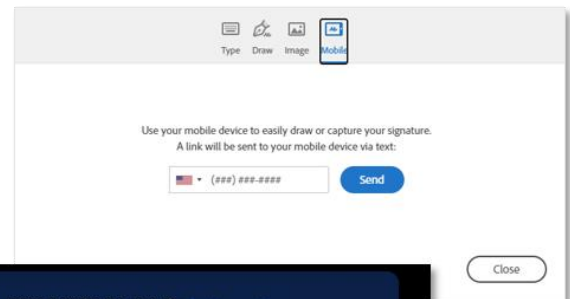 Type Draw Image Mobile
Use your mobile device to easily draw or capture your signature.
A link will be sent to your mobile device via text:
(###) ###-#### Send
Close